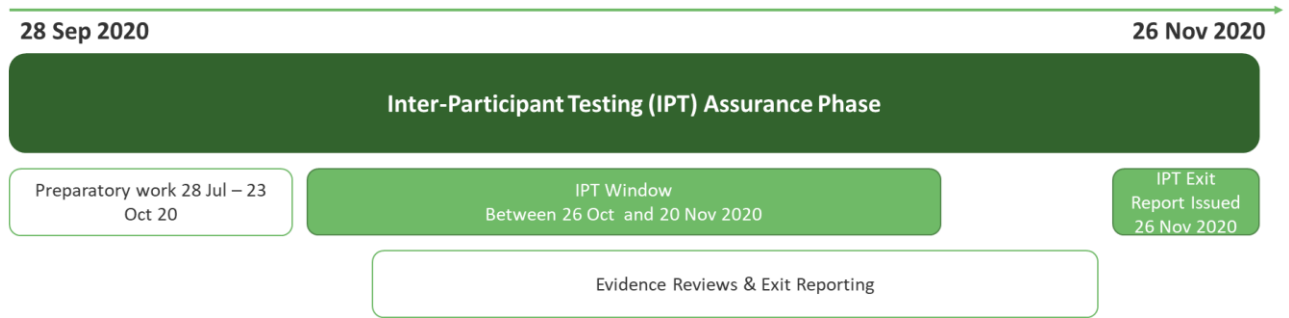 28 Sep 2020
26 Nov 2020
Inter-Participant Testing (IPT) Assurance Phase
Preparatory work 28 Jul – 23
Oct 20
IPT Window
Between 26 Oct and 20 Nov 2020
IPT Exit
Report Issued
26 Nov 2020
Evidence Reviews & Exit Reporting